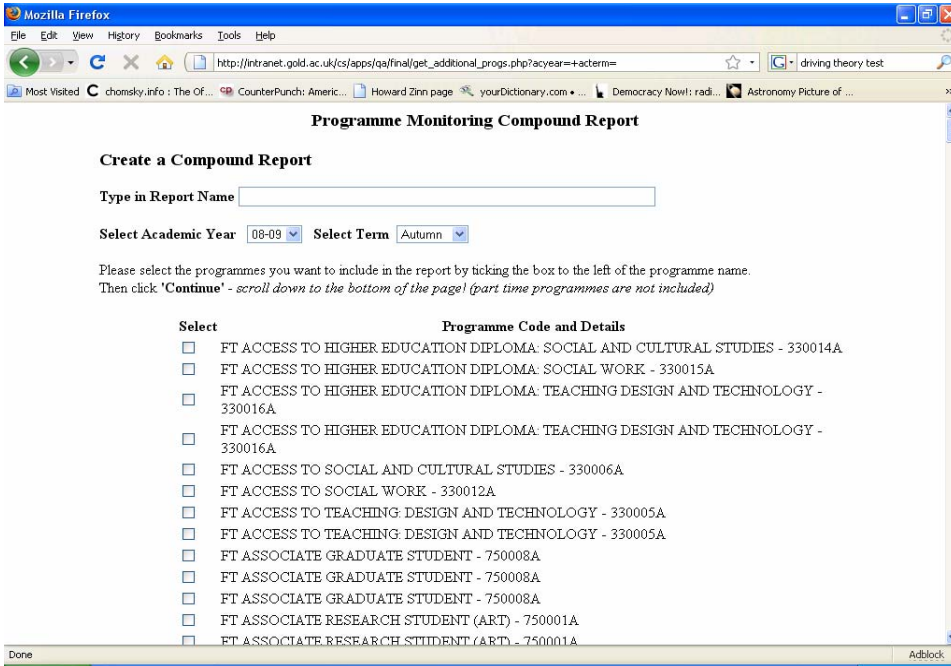 Mozilla Firefox
File Edit View History Bookmarks Tools Help
http://intranet.gold.ac.uk/cs/apps/qa/final/get_additional_progs.php?acyear=+acterm= G driving theory test
Most Visited C chomsky.info : The Of... CounterPunch: Americ... Howard Zinn page yourDictionary.com • ... Democracy Now!: radi... Astronomy Picture of ... »
Programme Monitoring Compound Report
Create a Compound Report
Type in Report Name
Select Academic Year 08-09 Select Term Autumn
Please select the programmes you want to include in the report by ticking the box to the left of the programme name.
Then click 'Continue' - scroll down to the bottom of the page! (part time programmes are not included)
Select Programme Code and Details
FT ACCESS TO HIGHER EDUCATION DIPLOMA: SOCIAL AND CULTURAL STUDIES - 330014A
FT ACCESS TO HIGHER EDUCATION DIPLOMA: SOCIAL WORK - 330015A
FT ACCESS TO HIGHER EDUCATION DIPLOMA: TEACHING DESIGN AND TECHNOLOGY -
330016A
FT ACCESS TO HIGHER EDUCATION DIPLOMA: TEACHING DESIGN AND TECHNOLOGY -
330016A
FT ACCESS TO SOCIAL AND CULTURAL STUDIES - 330006A
FT ACCESS TO SOCIAL WORK - 330012A
FT ACCESS TO TEACHING: DESIGN AND TECHNOLOGY - 330005A
FT ACCESS TO TEACHING: DESIGN AND TECHNOLOGY - 330005A
FT ASSOCIATE GRADUATE STUDENT - 750008A
FT ASSOCIATE GRADUATE STUDENT - 750008A
FT ASSOCIATE GRADUATE STUDENT - 750008A
FT ASSOCIATE RESEARCH STUDENT (ART) - 750001A
FT ASSOCIATE RESEARCH STUDENT (ART) - 750001A
Done Adblock